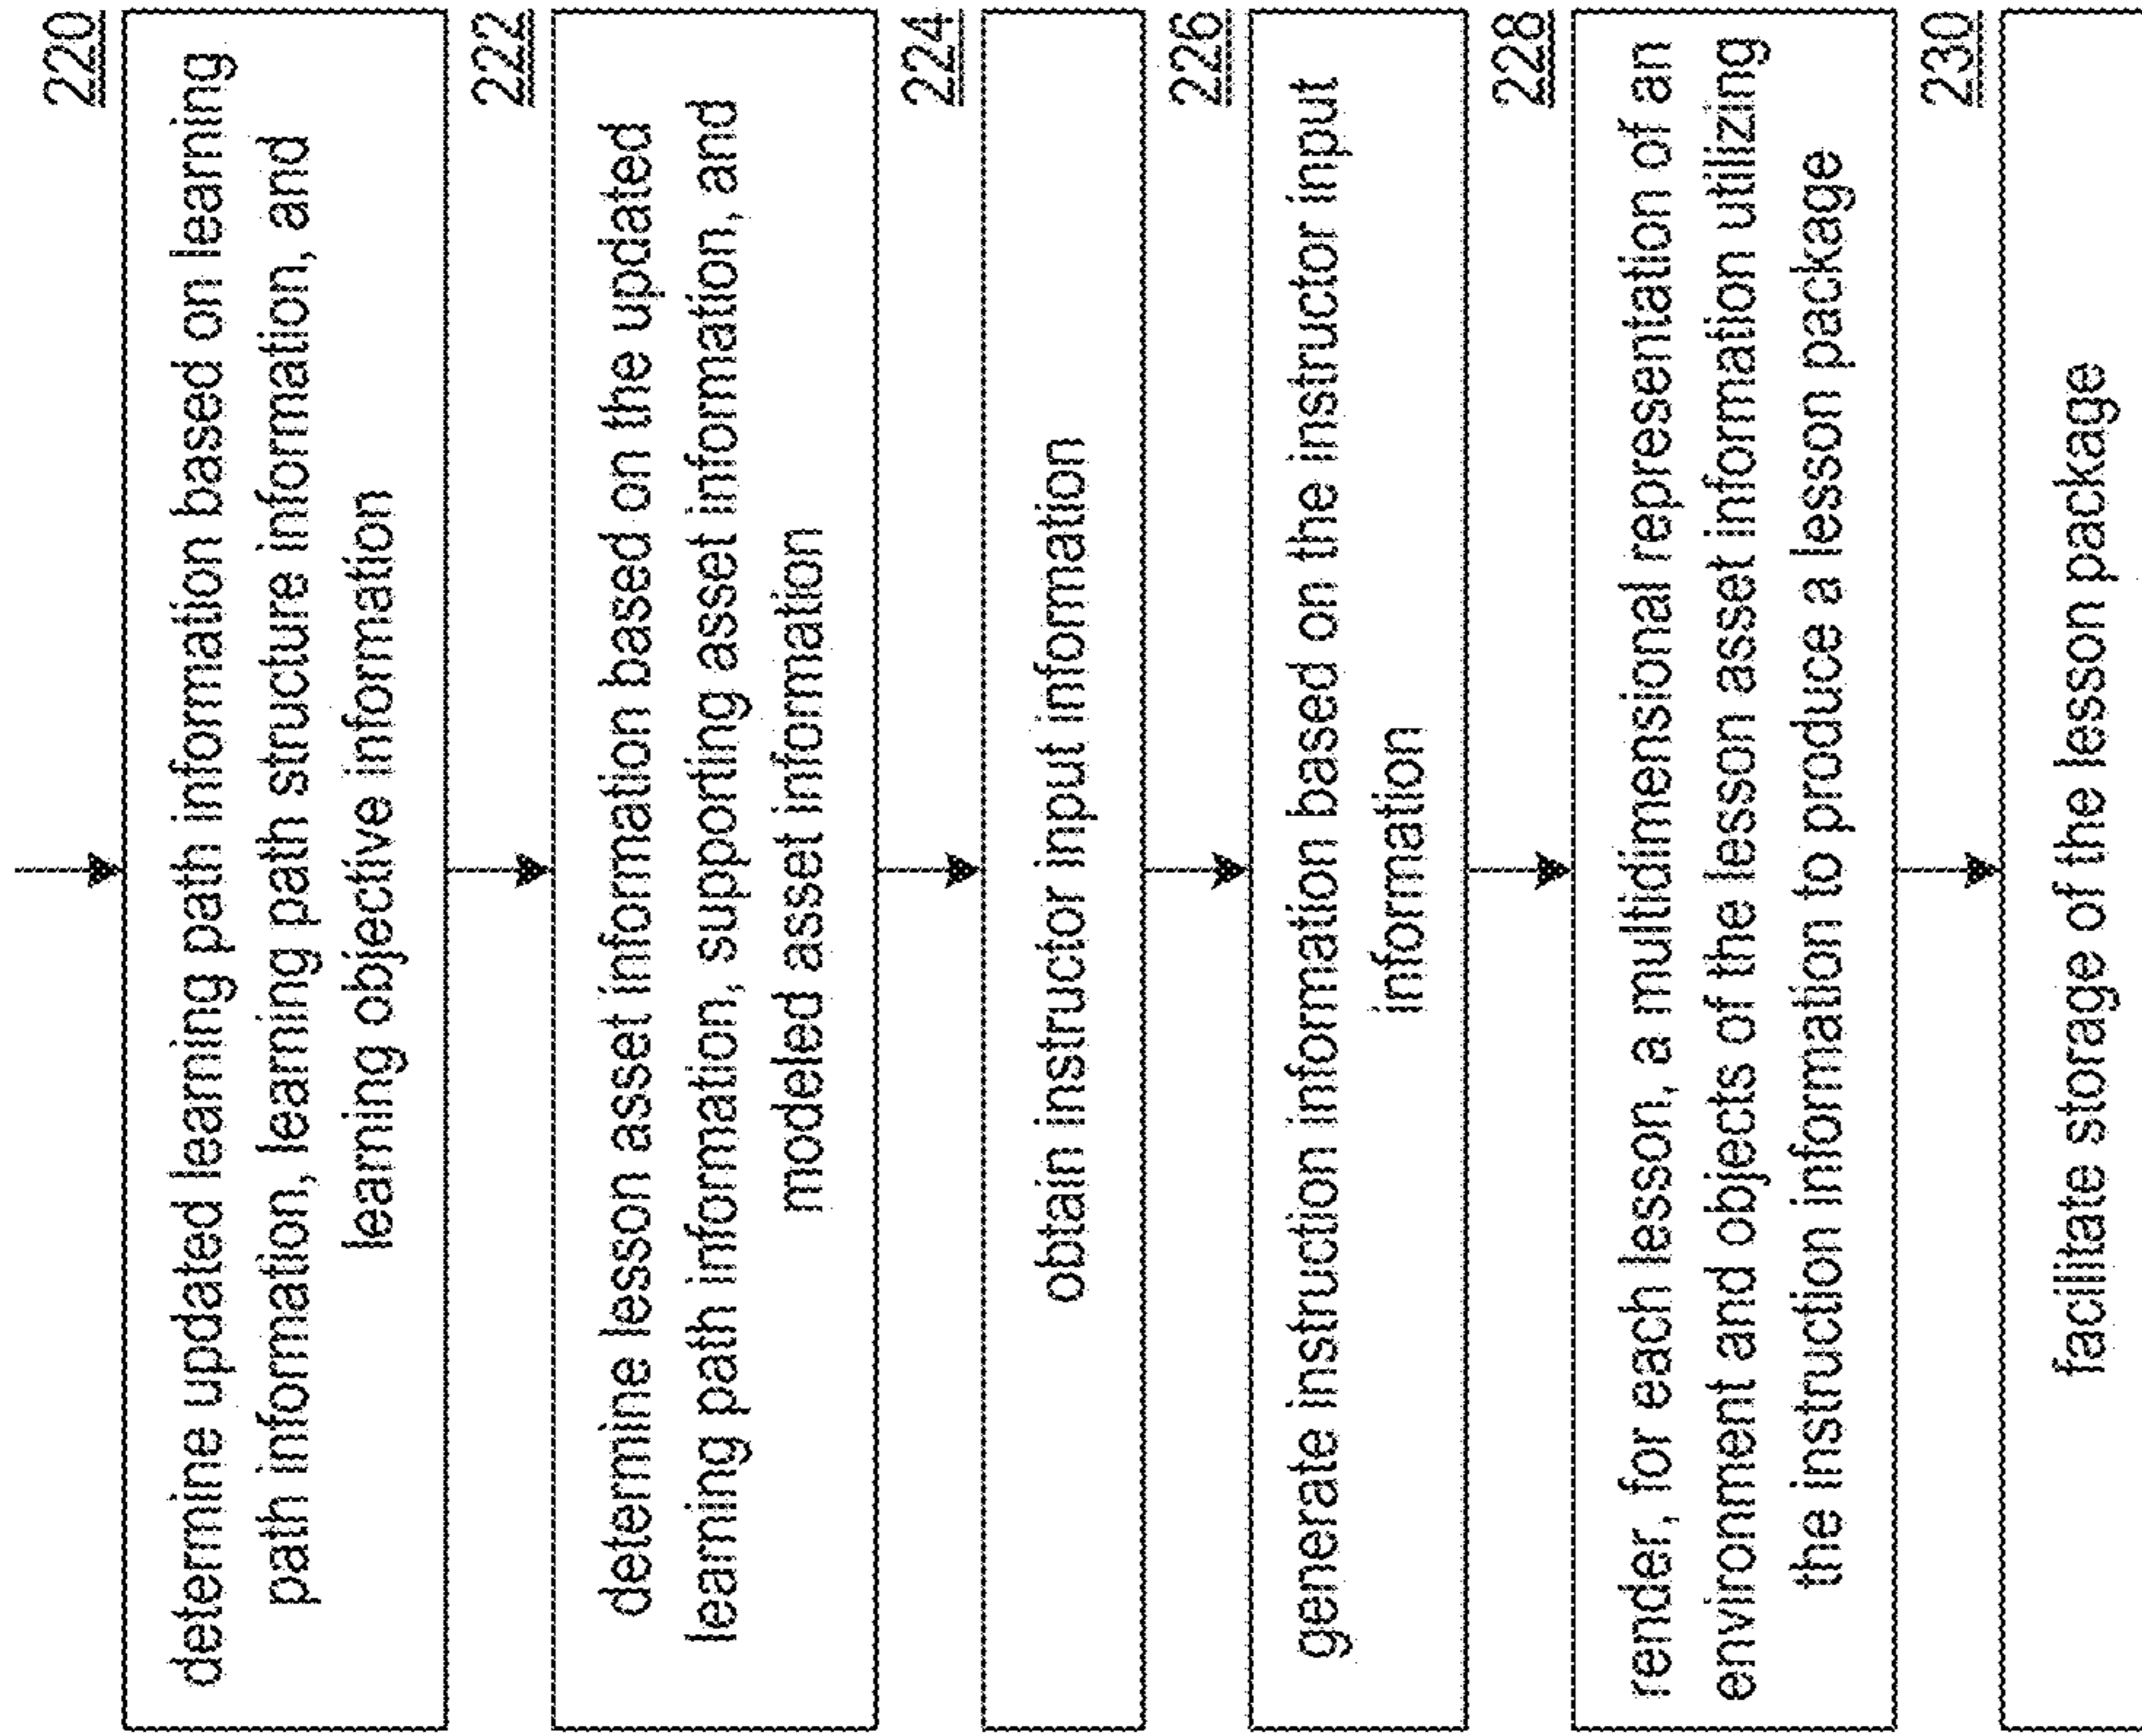 220
determine updated learning path information based on learning
path information, learning path structure information, and
learning objective information
222
determine lesson asset information based on the updated
learning path information, supporting asset information, and
modeled asset information
224
obtain instructor input information
226
generate instruction information based on the instructor input
information
228
render, for each lesson, a multidimensional representation of an
environment and objects of the lesson asset information utilizing
the instruction information to produce a lesson package
230
facilitate storage of the lesson package